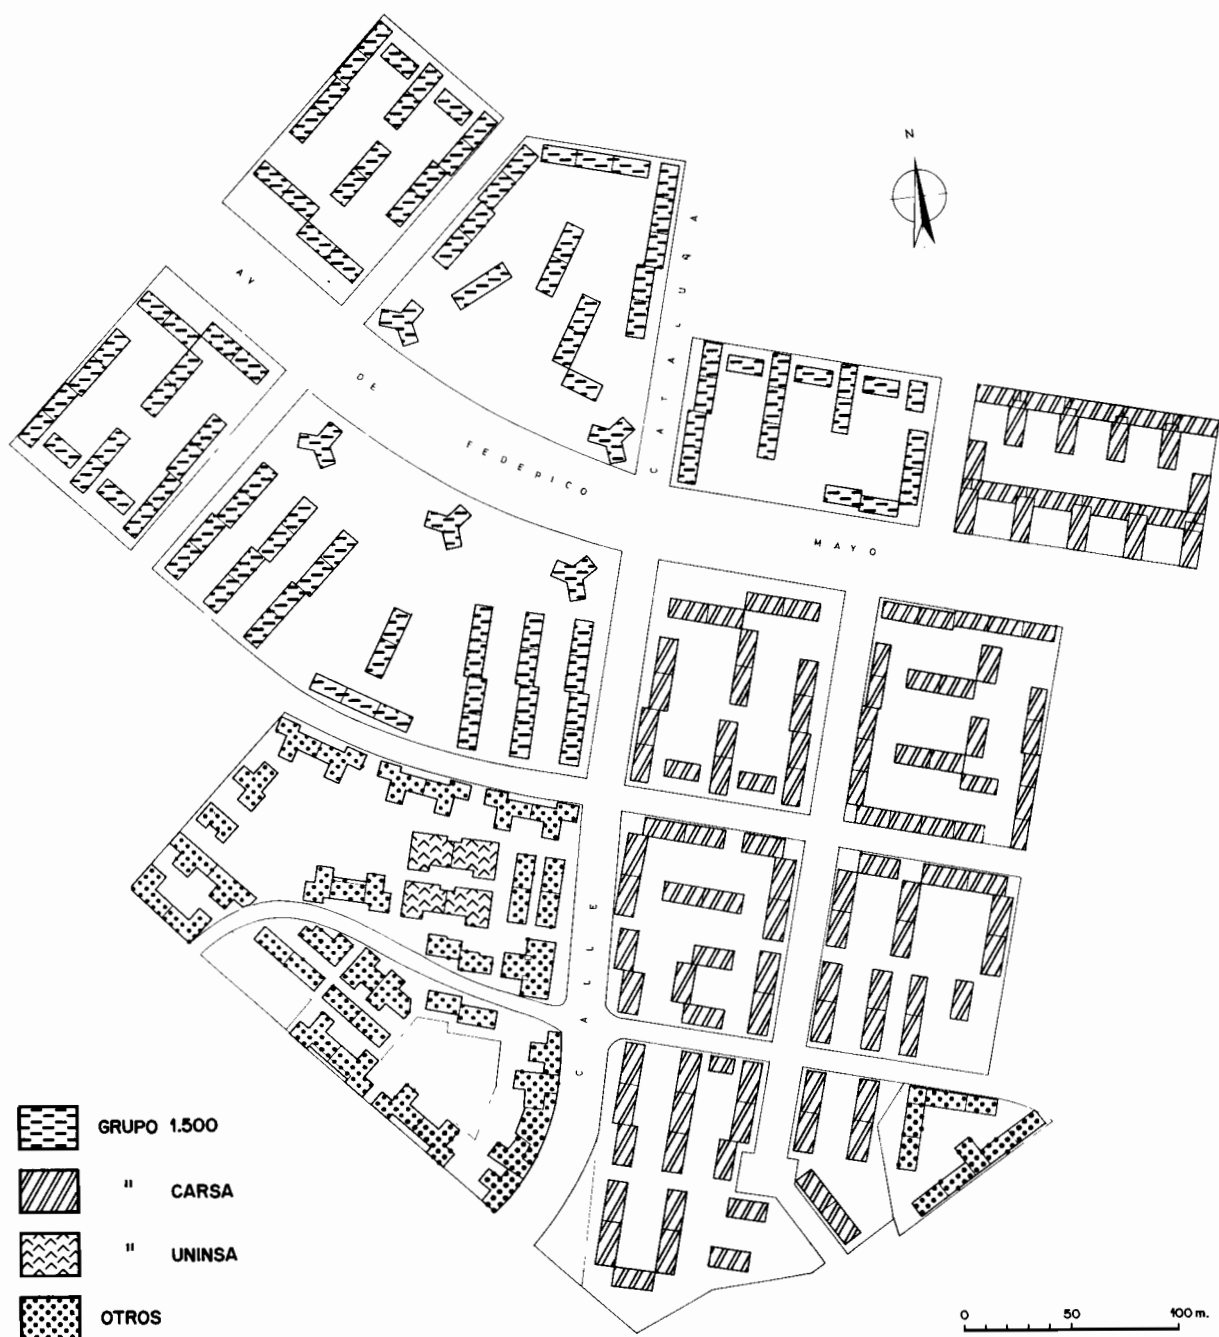 N
AV
DE
FEDERICO
MAYO
CATALUÑA
CALLE
GRUPO 1.500
" CARSA
" UNINSA
OTROS
0 50 100 m.